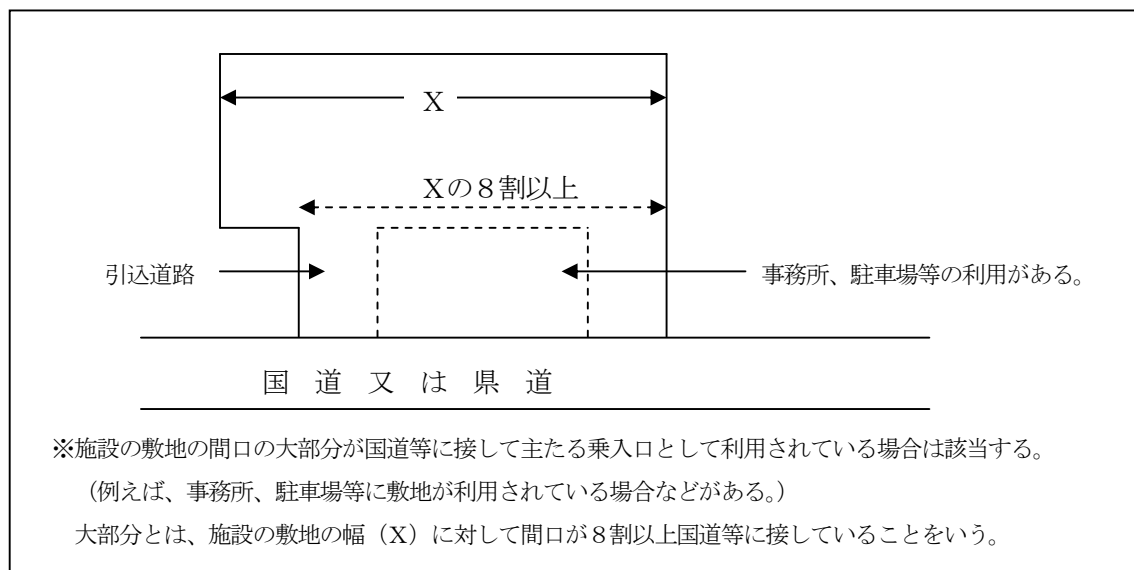 X
Xの8割以上
引込道路
事務所、駐車場等の利用がある。
国 道 又 は 県 道
※施設の敷地の間口の大部分が国道等に接して主たる乗入口として利用されている場合は該当する。
（例えば、事務所、駐車場等に敷地が利用されている場合などがある。）
大部分とは、施設の敷地の幅（X）に対して間口が８割以上国道等に接していることをいう。